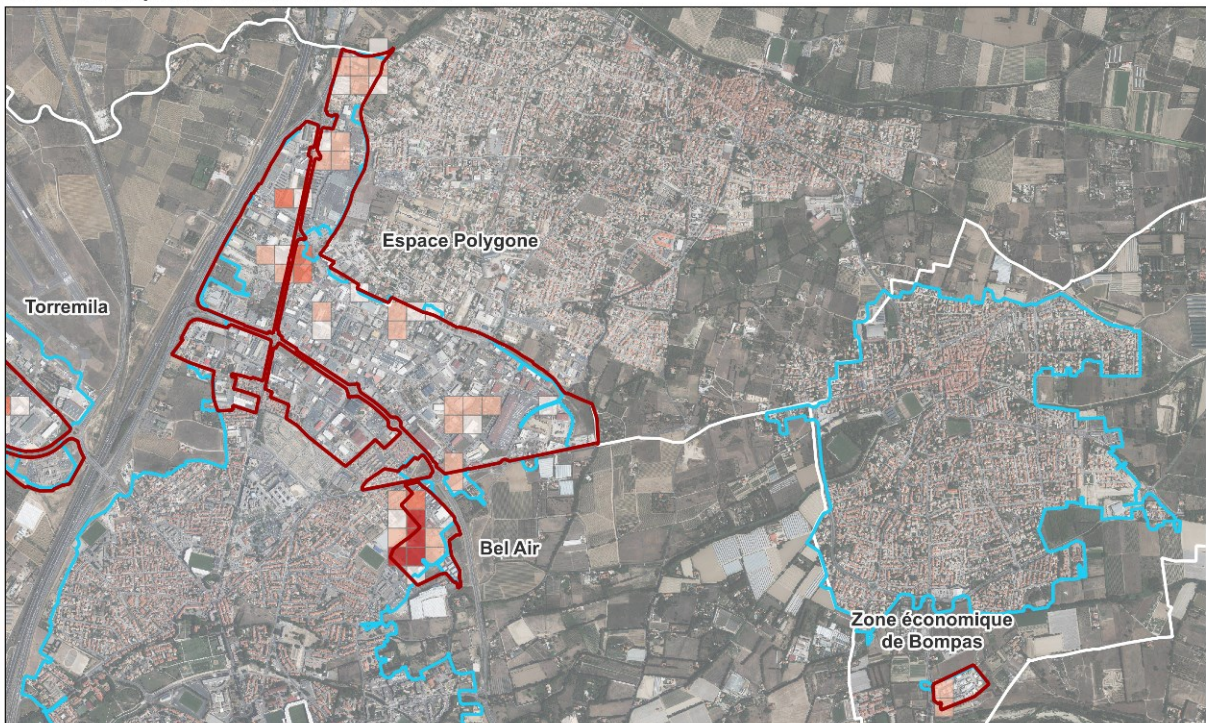 Espace Polygone
Torremila
Bel Air
Zone économique
de Bompas